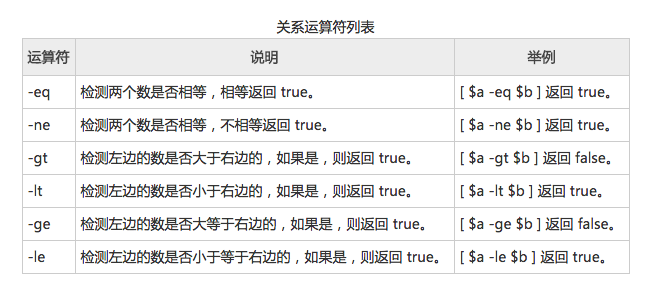 关系运算符列表
运算符 说明 举例
-eq 检测两个数是否相等，相等返回 true。 [ $a -eq $b ] 返回 true。
-ne 检测两个数是否相等，不相等返回 true。 [ $a -ne $b ] 返回 true。
-gt 检测左边的数是否大于右边的，如果是，则返回 true。 [ $a -gt $b ] 返回 false。
-lt 检测左边的数是否小于右边的，如果是，则返回 true。 [ $a -lt $b ] 返回 true。
-ge 检测左边的数是否大等于右边的，如果是，则返回 true。 [ $a -ge $b ] 返回 false。
-le 检测左边的数是否小于等于右边的，如果是，则返回 true。 [ $a -le $b ] 返回 true。